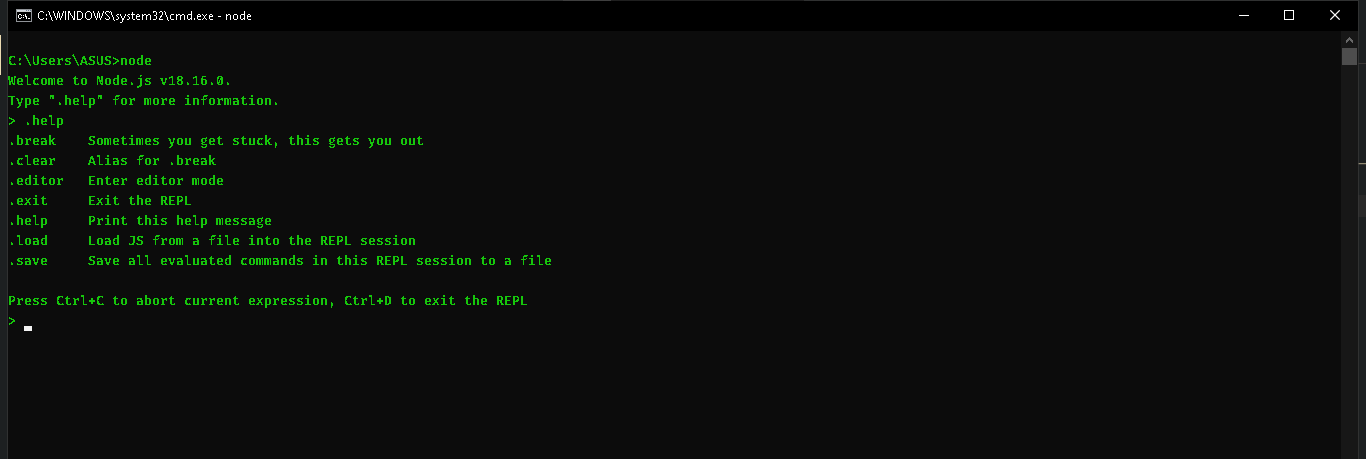 C:\WINDOWS\system32\cmd.exe - node
C:\Users\ASUS>node
Welcome to Node.js v18.16.0.
Type ".help" for more information.
> .help
.break    Sometimes you get stuck, this gets you out
.clear    Alias for .break
.editor   Enter editor mode
.exit     Exit the REPL
.help     Print this help message
.load     Load JS from a file into the REPL session
.save     Save all evaluated commands in this REPL session to a file
Press Ctrl+C to abort current expression, Ctrl+D to exit the REPL
>